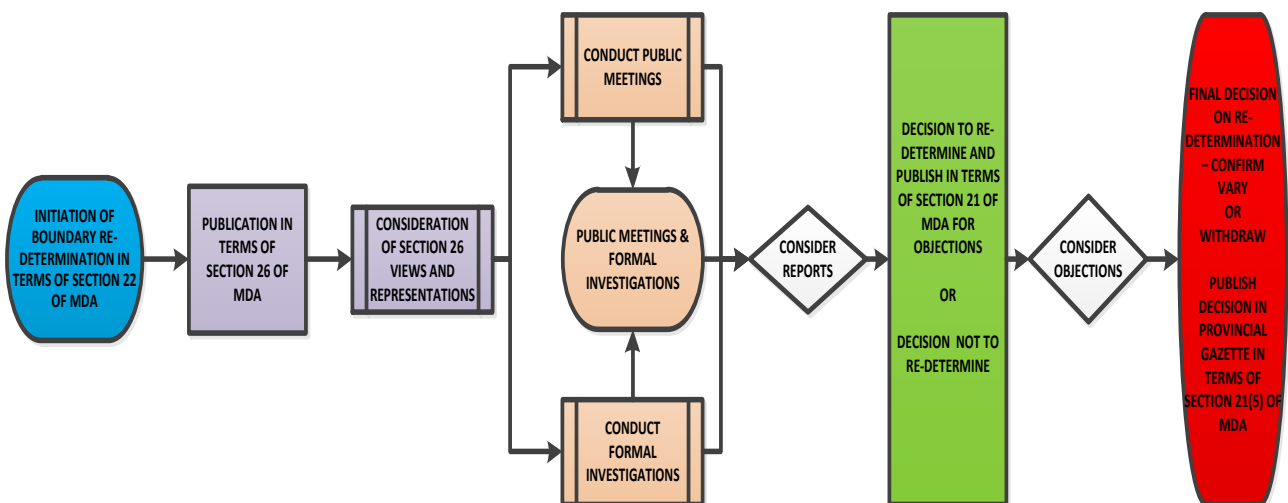 INITIATION OF
BOUNDARY RE-
DETERMINATION IN
TERMS OF SECTION 22
OF MDA
PUBLICATION IN
TERMS OF
SECTION 26 OF
MDA
CONSIDERATION
OF SECTION 26
VIEWS AND
REPRESENTATIONS
CONDUCT PUBLIC
MEETINGS
PUBLIC MEETINGS &
FORMAL
INVESTIGATIONS
CONDUCT
FORMAL
INVESTIGATIONS
CONSIDER
REPORTS
DECISION TO RE-
DETERMINE AND
PUBLISH IN TERMS
OF SECTION 21 OF
MDA FOR
OBJECTIONS
OR
DECISION NOT TO
RE-DETERMINE
CONSIDER
OBJECTIONS
FINAL DECISION
ON RE-
DETERMINATION
– CONFIRM
VARY
OR
WITHDRAW
PUBLISH
DECISION IN
PROVINCIAL
GAZETTE IN
TERMS OF
SECTION 21(5) OF
MDA